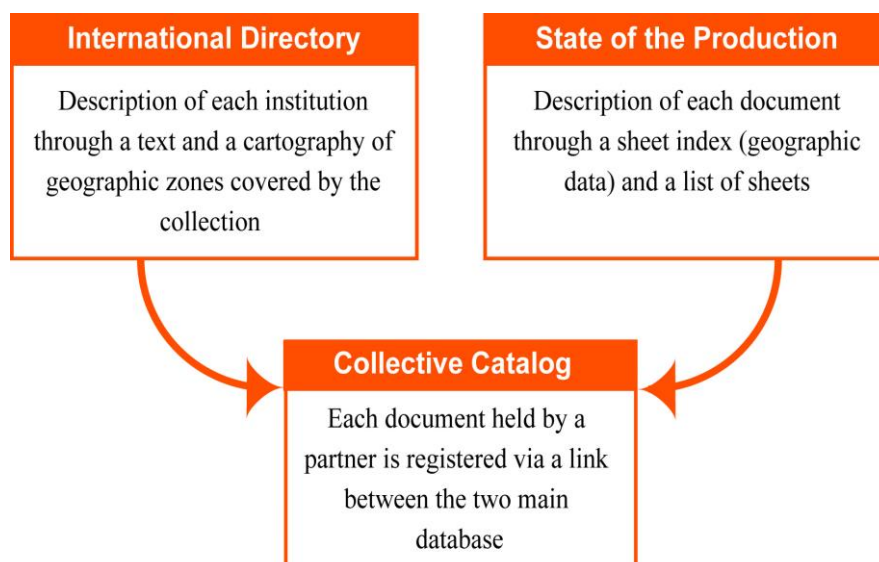 International Directory
Description of each institution
through a text and a cartography of
geographic zones covered by the
collection
State of the Production
Description of each document
through a sheet index (geographic
data) and a list of sheets
Collective Catalog
Each document held by a
partner is registered via a link
between the two main
database